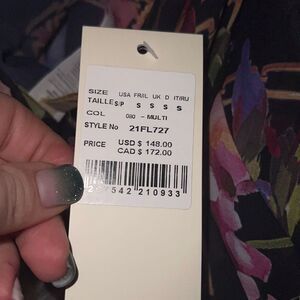 SIZE USA FR/IL UK D IT/RU
TAILLE S/P S S S S
COL 080 - MULTI
STYLE No 21FL727
PRICE USD $ 148.00
CAD $ 172.00
542 210933